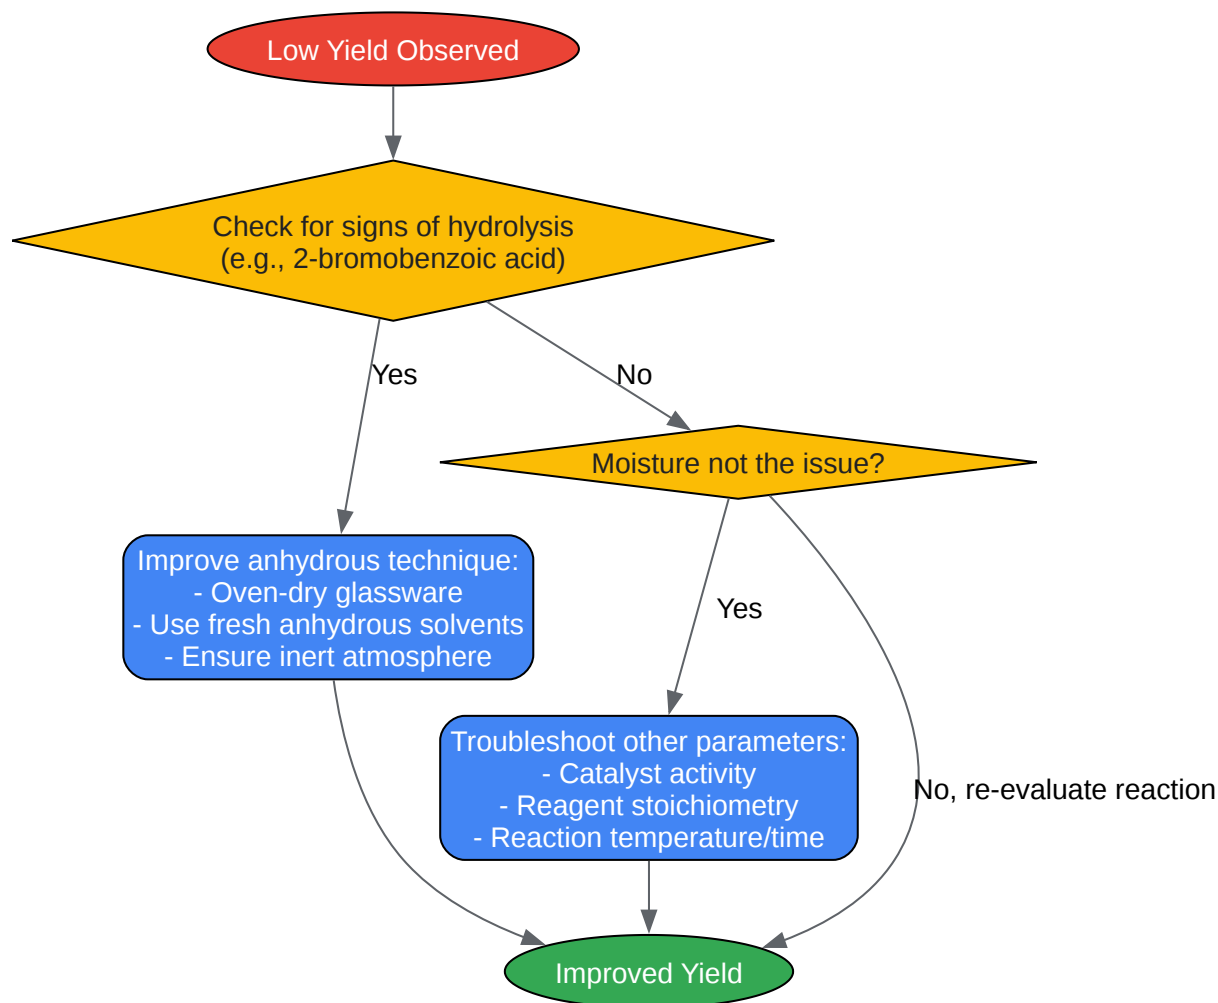 Low Yield Observed
Check for signs of hydrolysis
(e.g., 2-bromobenzoic acid)
Yes
No
Moisture not the issue?
Improve anhydrous technique:
- Oven-dry glassware
- Use fresh anhydrous solvents
- Ensure inert atmosphere
Yes
Troubleshoot other parameters:
- Catalyst activity
- Reagent stoichiometry
- Reaction temperature/time
No, re-evaluate reaction
Improved Yield